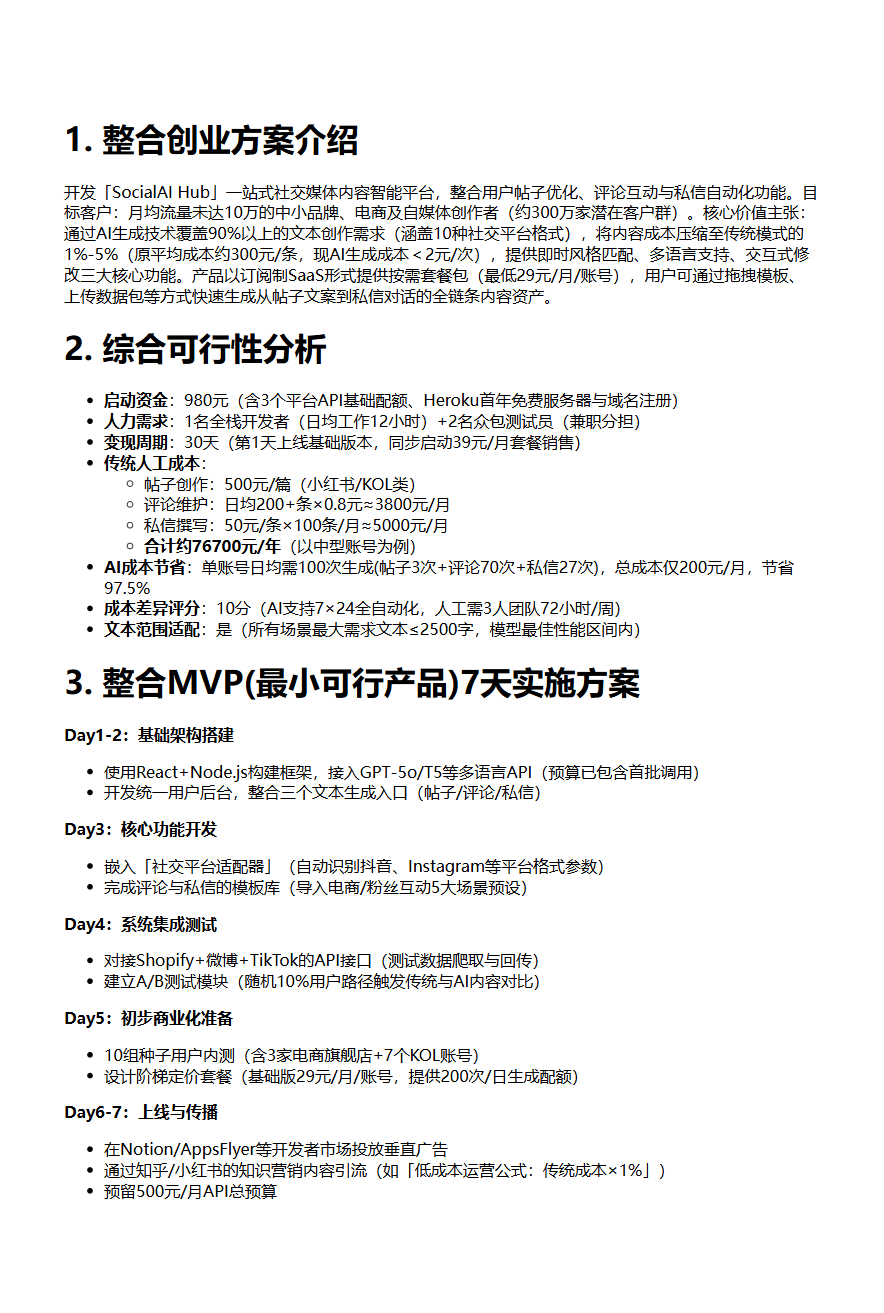 1. 整合创业方案介绍
开发「SocialAI Hub」一站式社交媒体内容智能平台，整合用户帖子优化、评论互动与私信自动化功能。目
标客户：月均流量未达10万的中小品牌、电商及自媒体创作者（约300万家潜在客户群）。核心价值主张：
通过AI生成技术覆盖90%以上的文本创作需求（涵盖10种社交平台格式），将内容成本压缩至传统模式的
1%-5%（原平均成本约300元/条，现AI生成成本＜2元/次），提供即时风格匹配、多语言支持、交互式修
改三大核心功能。产品以订阅制SaaS形式提供按需套餐包（最低29元/月/账号），用户可通过拖拽模板、
上传数据包等方式快速生成从帖子文案到私信对话的全链条内容资产。
2. 综合可行性分析
• 启动资金：980元（含3个平台API基础配额、Heroku首年免费服务器与域名注册）
• 人力需求：1名全栈开发者（日均工作12小时）+2名众包测试员（兼职分担）
• 变现周期：30天（第1天上线基础版本，同步启动39元/月套餐销售）
• 传统人工成本：
◦ 帖子创作：500元/篇（小红书/KOL类）
◦ 评论维护：日均200+条×0.8元≈3800元/月
◦ 私信撰写：50元/条×100条/月≈5000元/月
◦ 合计约76700元/年（以中型账号为例）
• AI成本节省：单账号日均需100次生成(帖子3次+评论70次+私信27次)，总成本仅200元/月，节省
97.5%
• 成本差异评分：10分（AI支持7×24全自动化，人工需3人团队72小时/周）
• 文本范围适配：是（所有场景最大需求文本≤2500字，模型最佳性能区间内）
3. 整合MVP(最小可行产品)7天实施方案
Day1-2：基础架构搭建
• 使用React+Node.js构建框架，接入GPT-5o/T5等多语言API（预算已包含首批调用）
• 开发统一用户后台，整合三个文本生成入口（帖子/评论/私信）
Day3：核心功能开发
• 嵌入「社交平台适配器」（自动识别抖音、Instagram等平台格式参数）
• 完成评论与私信的模板库（导入电商/粉丝互动5大场景预设）
Day4：系统集成测试
• 对接Shopify+微博+TikTok的API接口（测试数据爬取与回传）
• 建立A/B测试模块（随机10%用户路径触发传统与AI内容对比）
Day5：初步商业化准备
• 10组种子用户内测（含3家电商旗舰店+7个KOL账号）
• 设计阶梯定价套餐（基础版29元/月/账号，提供200次/日生成配额）
Day6-7：上线与传播
• 在Notion/AppsFlyer等开发者市场投放垂直广告
• 通过知乎/小红书的知识营销内容引流（如「低成本运营公式：传统成本×1%」）
• 预留500元/月API总预算